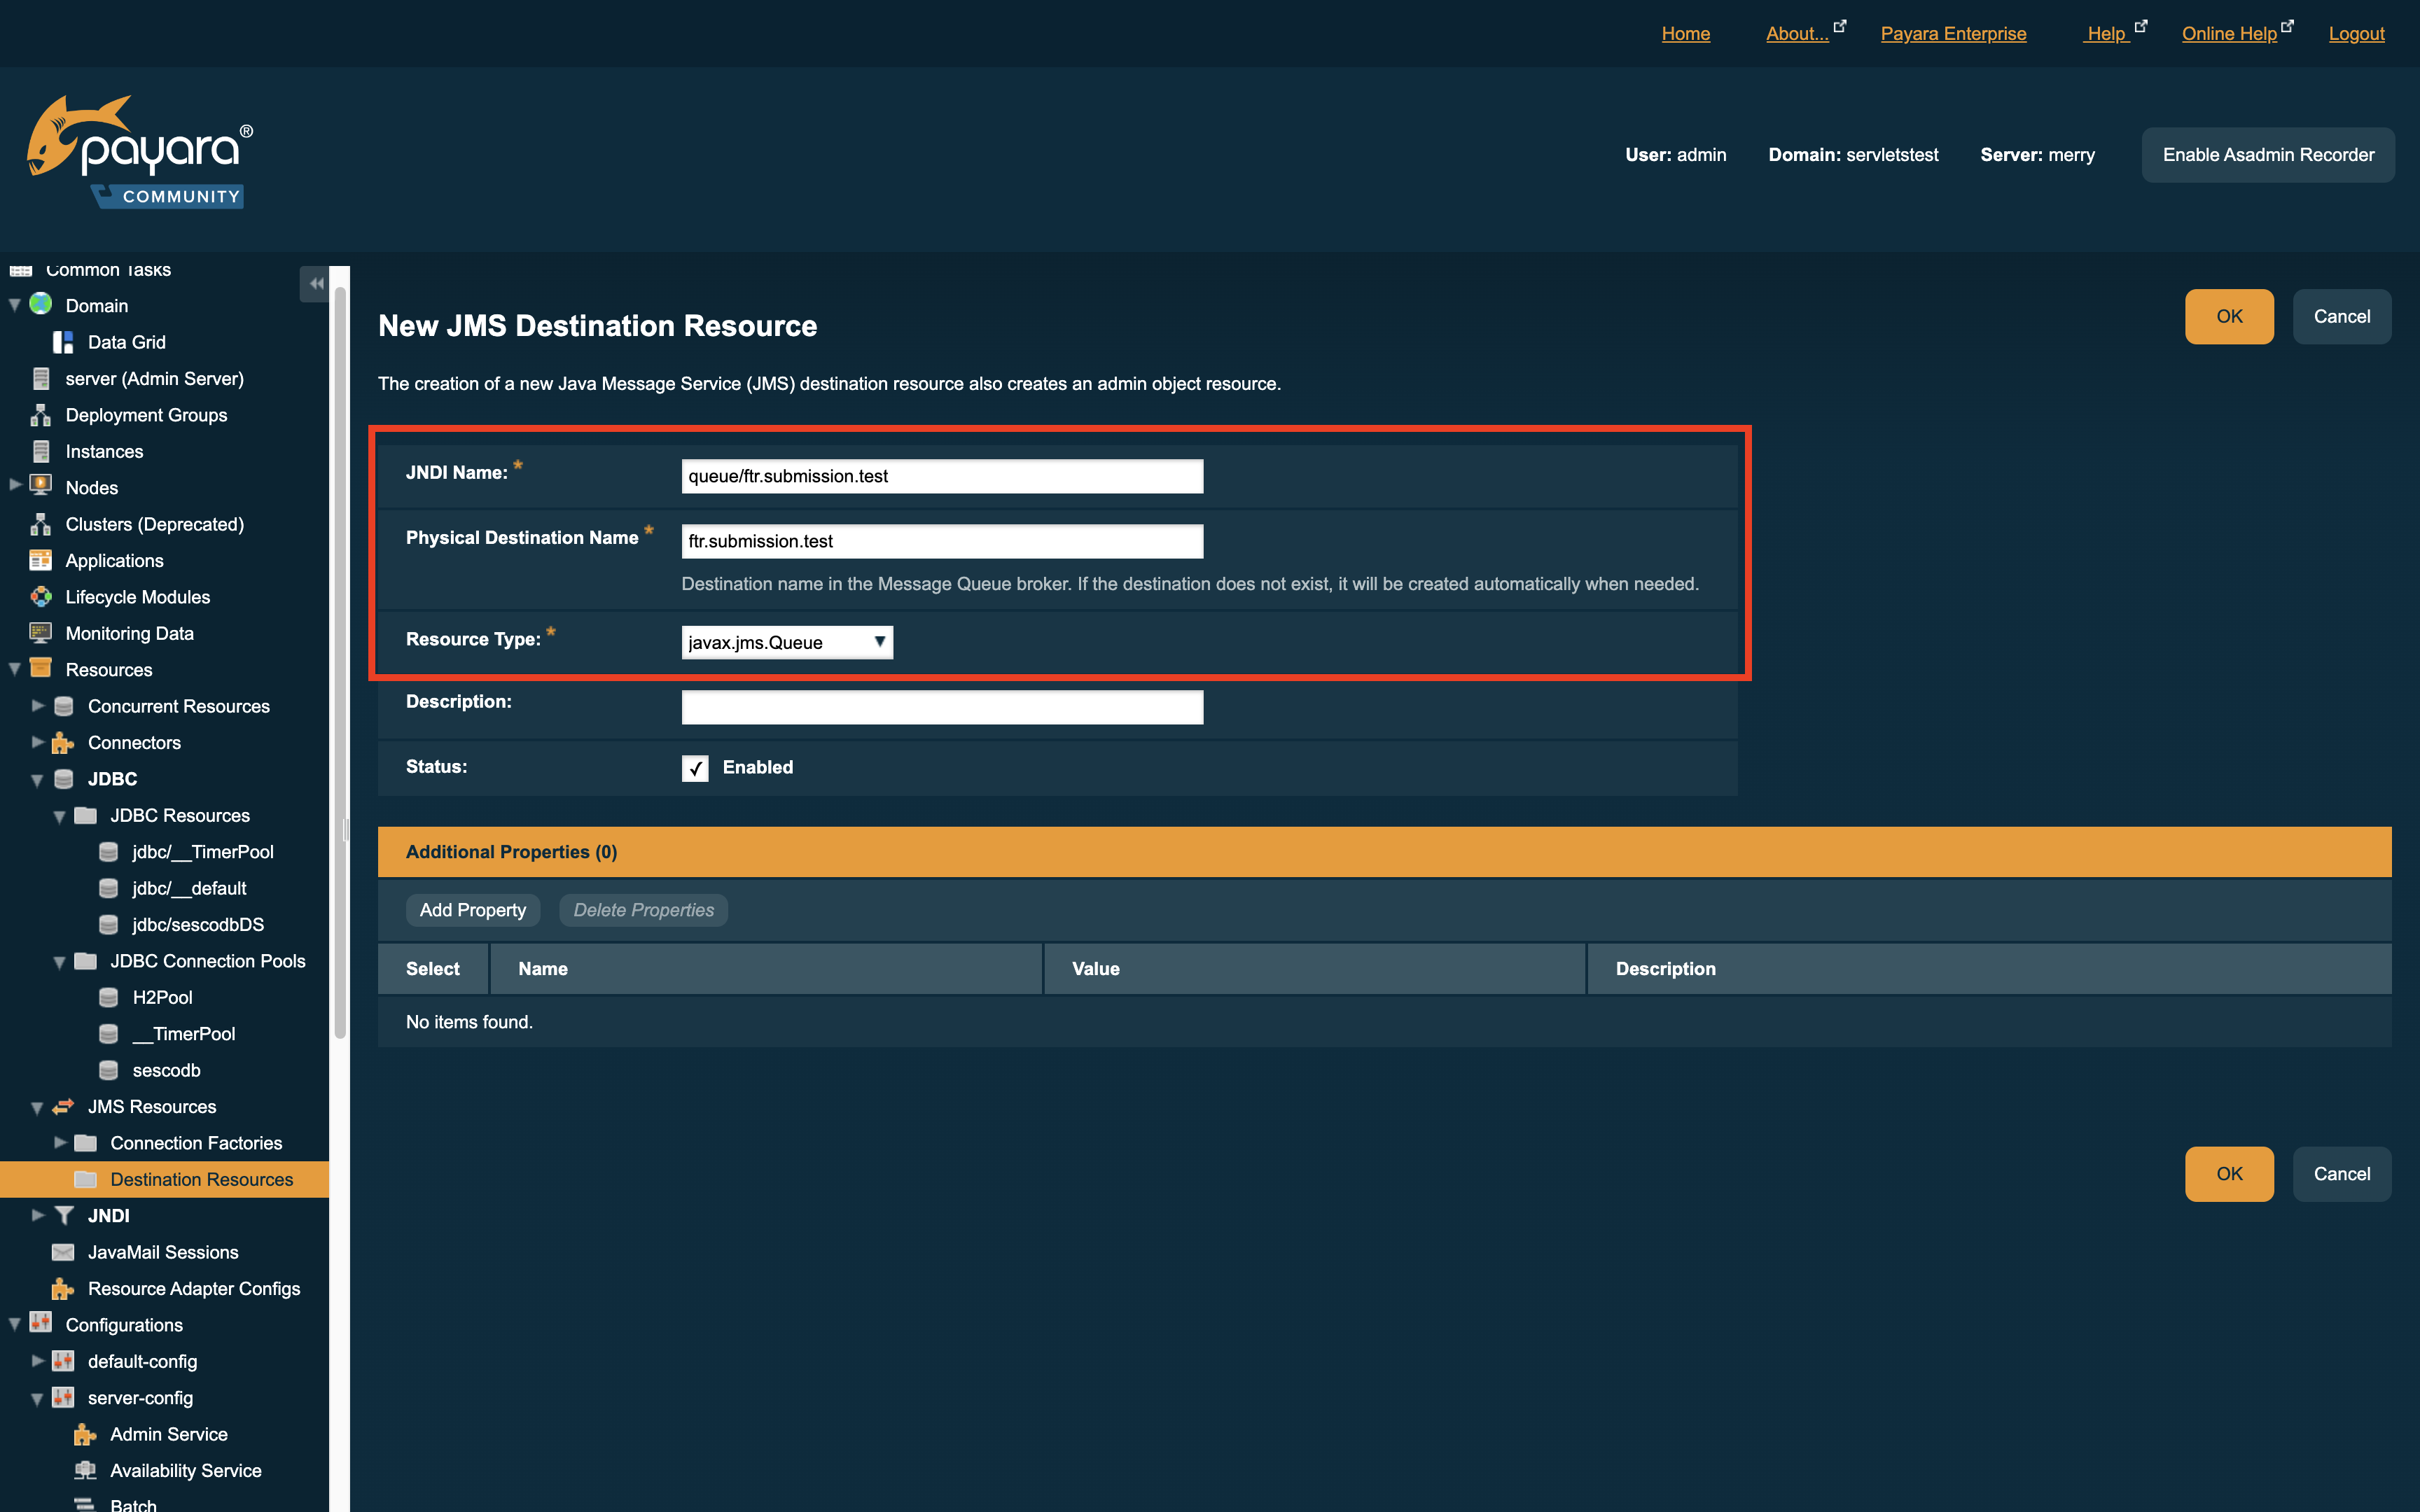 Home About... Payara Enterprise Help Online Help Logout
payara®
COMMUNITY
User: admin Domain: servletstest Server: merry Enable Asadmin Recorder
Common Tasks
Domain
Data Grid
server (Admin Server)
Deployment Groups
Instances
Nodes
Clusters (Deprecated)
Applications
Lifecycle Modules
Monitoring Data
Resources
Concurrent Resources
Connectors
JDBC
JDBC Resources
jdbc/__TimerPool
jdbc/__default
jdbc/sescodbDS
JDBC Connection Pools
H2Pool
__TimerPool
sescodb
JMS Resources
Connection Factories
Destination Resources
JNDI
JavaMail Sessions
Resource Adapter Configs
Configurations
default-config
server-config
Admin Service
Availability Service
Batch
New JMS Destination Resource
OK Cancel
The creation of a new Java Message Service (JMS) destination resource also creates an admin object resource.
JNDI Name: * queue/ftr.submission.test
Physical Destination Name * ftr.submission.test
Destination name in the Message Queue broker. If the destination does not exist, it will be created automatically when needed.
Resource Type: * javax.jms.Queue
Description:
Status: Enabled
Additional Properties (0)
Add Property Delete Properties
Select Name Value Description
No items found.
OK Cancel